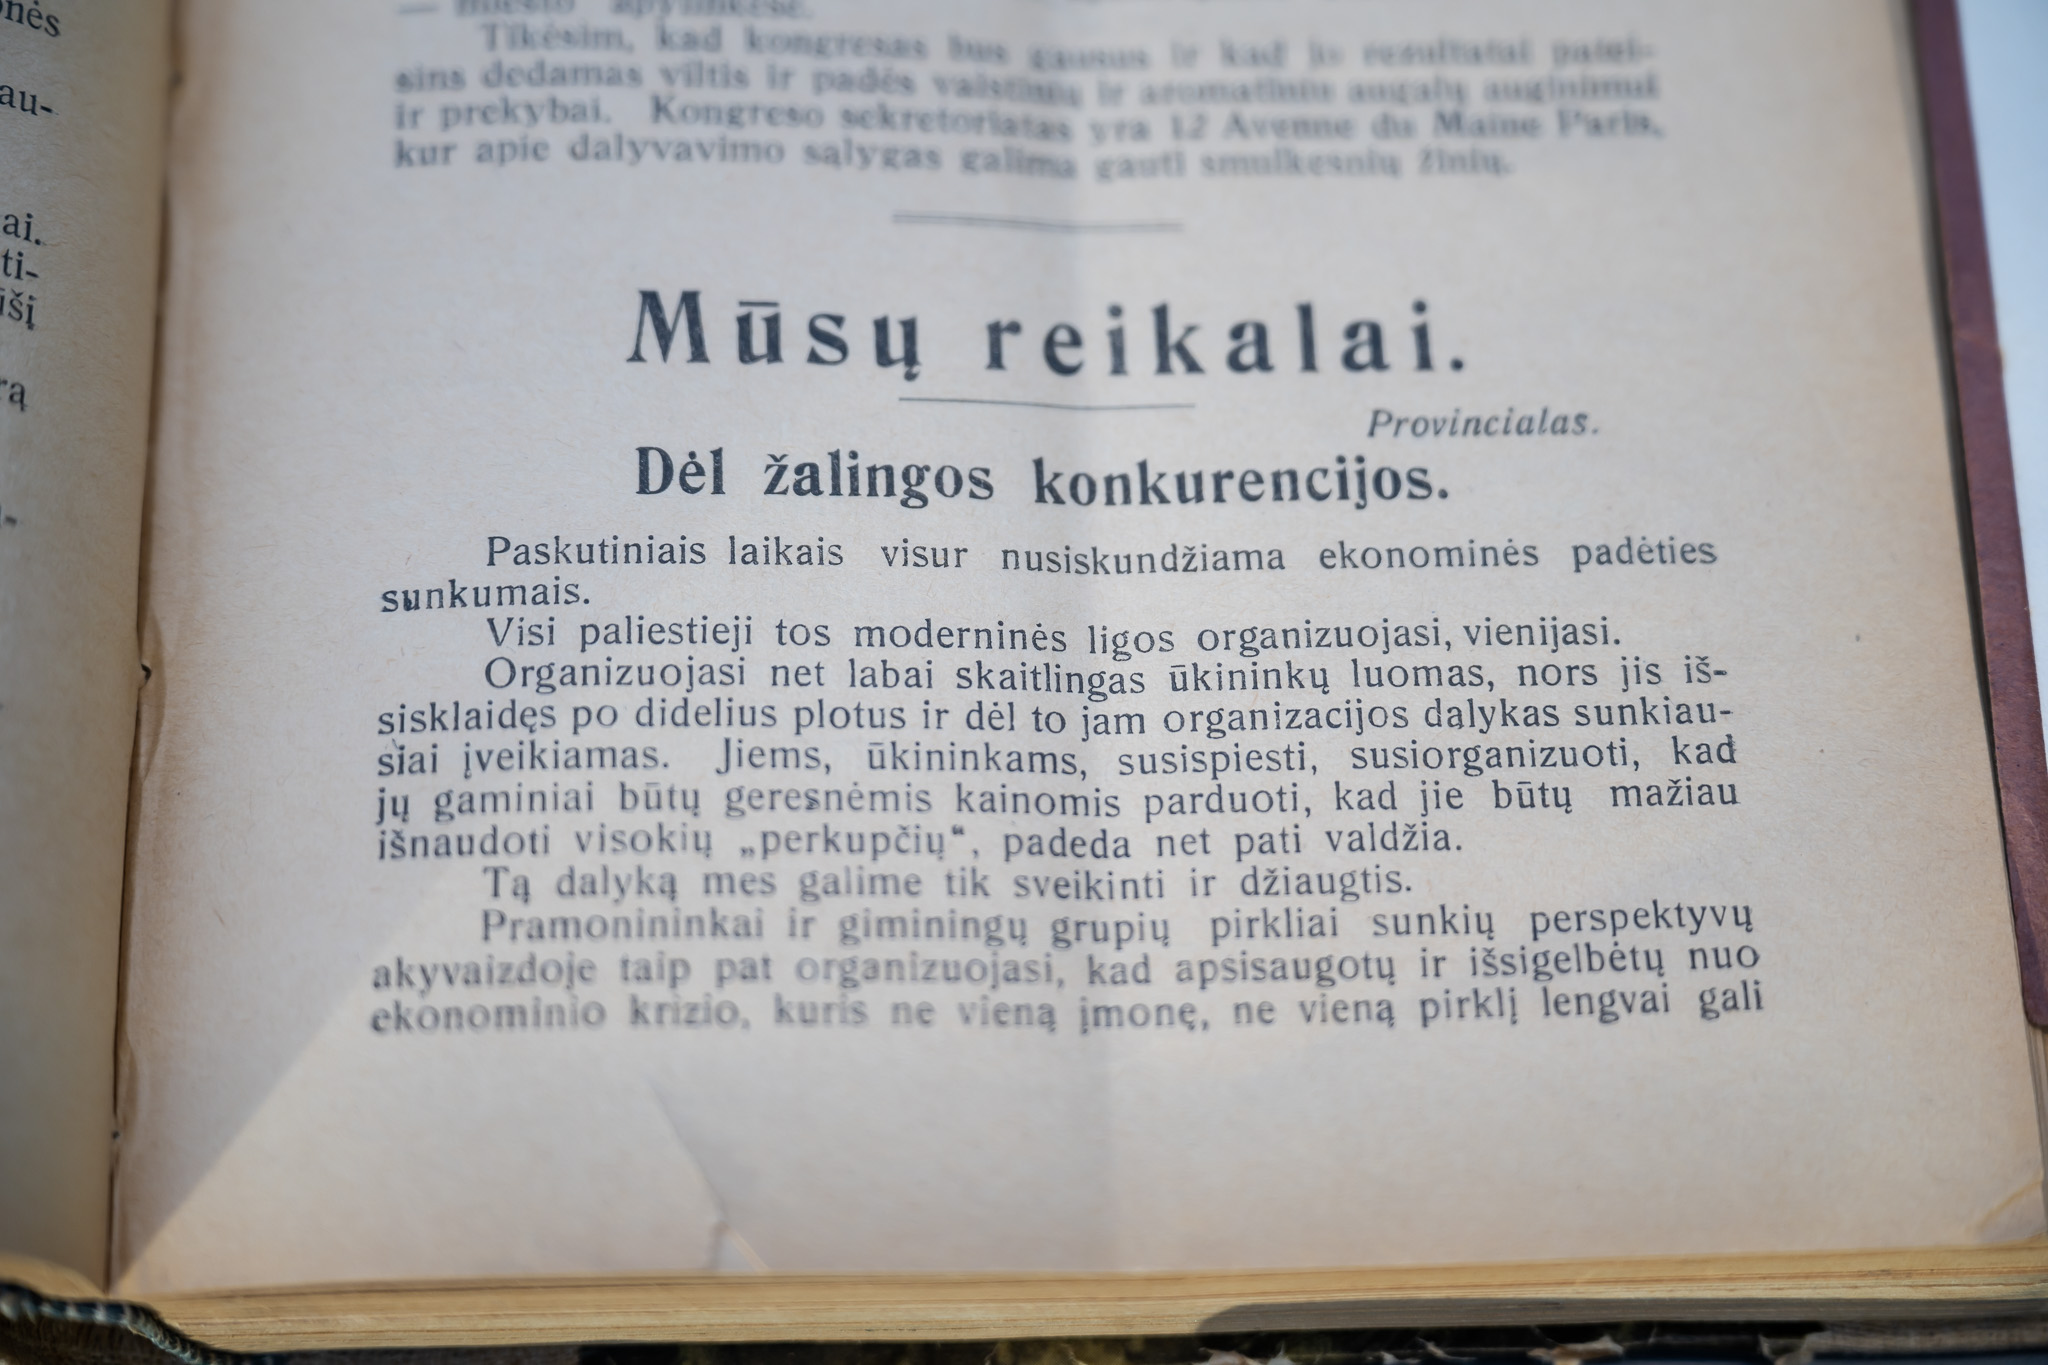 nės
au-
ai.
ti-
išį
rą
Tikėsim, kad kongresas bus gausus ir kad jo rezultatai patei-
sins dedamas viltis ir padės vaistinių ir aromatinių augalų auginimui
ir prekybai. Kongreso sekretoriatas yra 12 Avenue du Maine Paris,
kur apie dalyvavimo sąlygas galima gauti smulkesnių žinių.
Mūsų reikalai.
Provincialas.
Dėl žalingos konkurencijos.
Paskutiniais laikais visur nusiskundžiama ekonominės padėties
sunkumais.
Visi paliestieji tos moderninės ligos organizuojasi, vienijasi.
Organizuojasi net labai skaitlingas ūkininkų luomas, nors jis iš-
sisklaidęs po didelius plotus ir dėl to jam organizacijos dalykas sunkiau-
siai įveikiamas. Jiems, ūkininkams, susispiesti, susiorganizuoti, kad
jų gaminiai būtų geresnėmis kainomis parduoti, kad jie būtų mažiau
išnaudoti visokių „perkupčių“, padeda net pati valdžia.
Tą dalyką mes galime tik sveikinti ir džiaugtis.
Pramonininkai ir giminingų grupių pirkliai sunkių perspektyvų
akyvaizdoje taip pat organizuojasi, kad apsisaugotų ir išsigelbėtų nuo
ekonominio krizio, kuris ne vieną įmonę, ne vieną pirklį lengvai gali